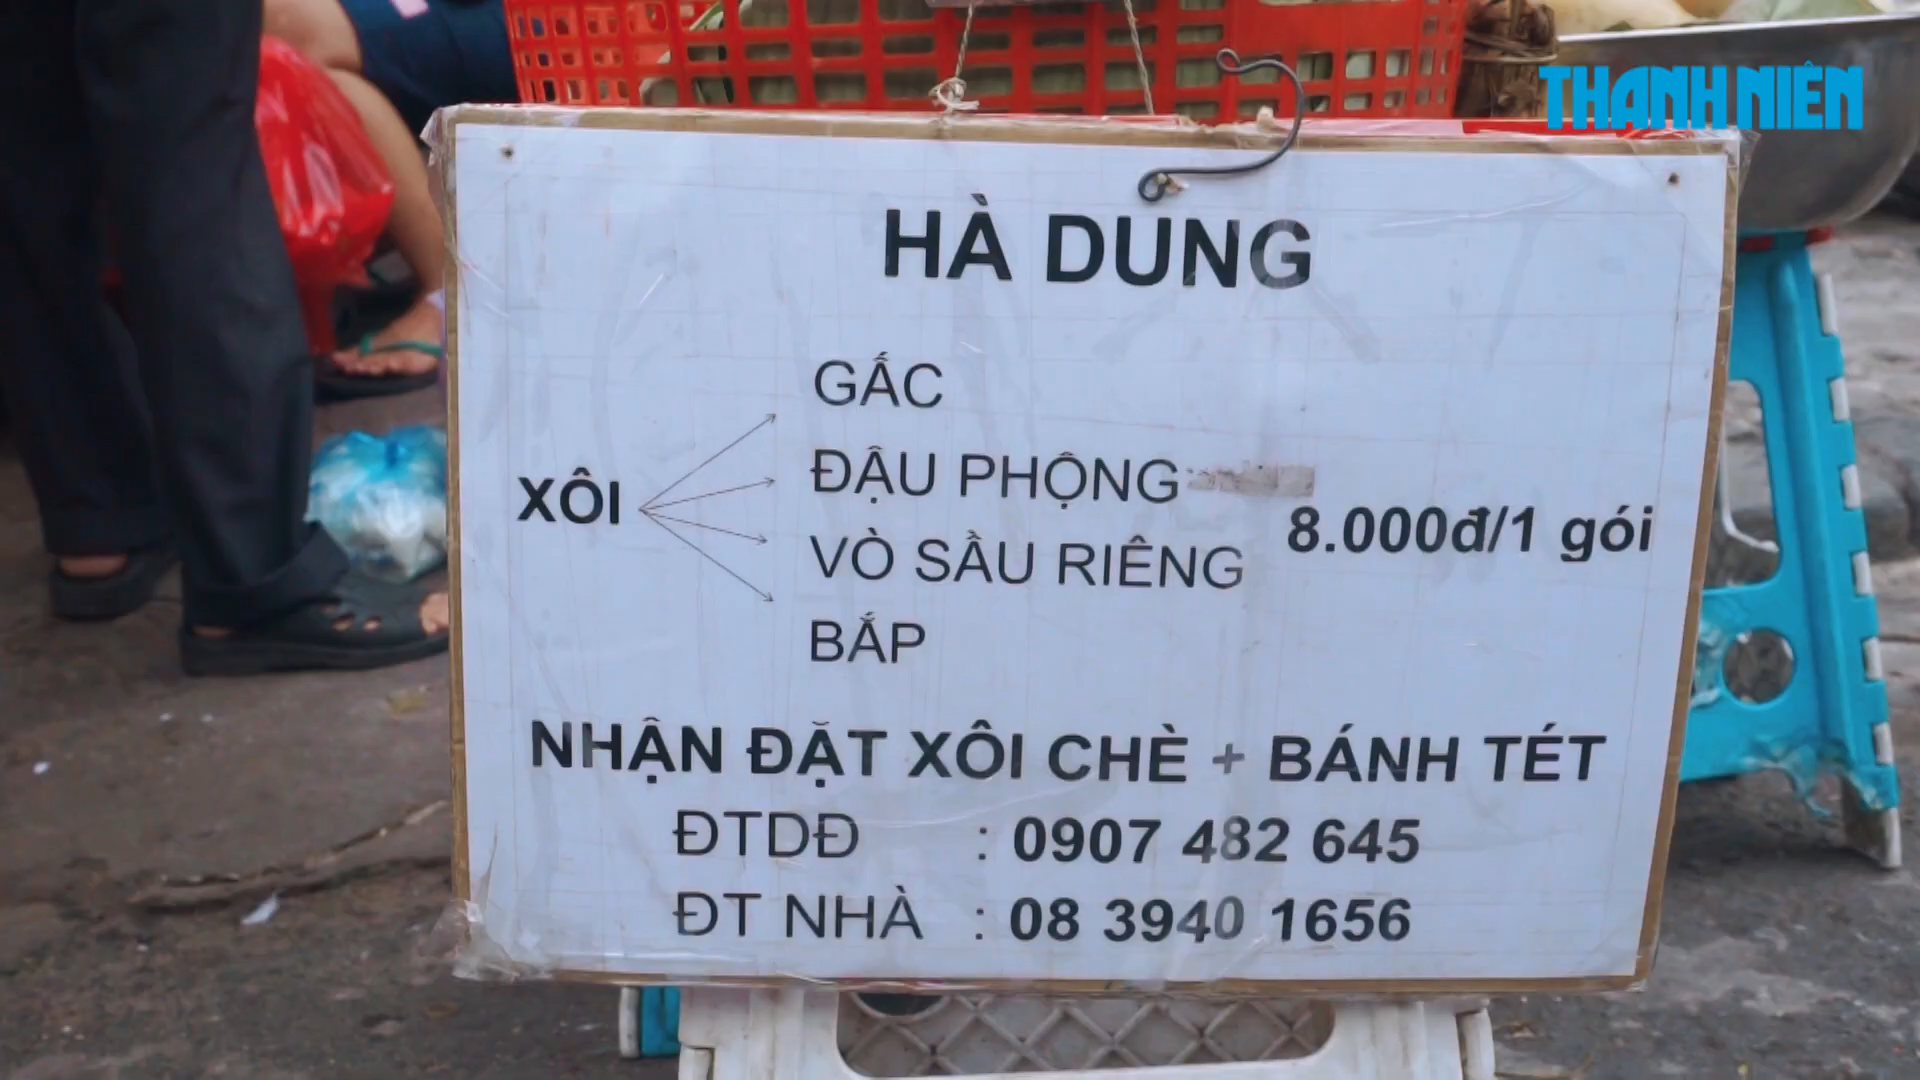 THANH NIÊN
HÀ DUNG
GẤC
ĐẬU PHỘNG
XÔI
8.000đ/1 gói
VÒ SẦU RIÊNG
BẮP
NHẬN ĐẶT XÔI CHÈ + BÁNH TÉT
ĐTDĐ : 0907 482 645
ĐT NHÀ : 08 3940 1656